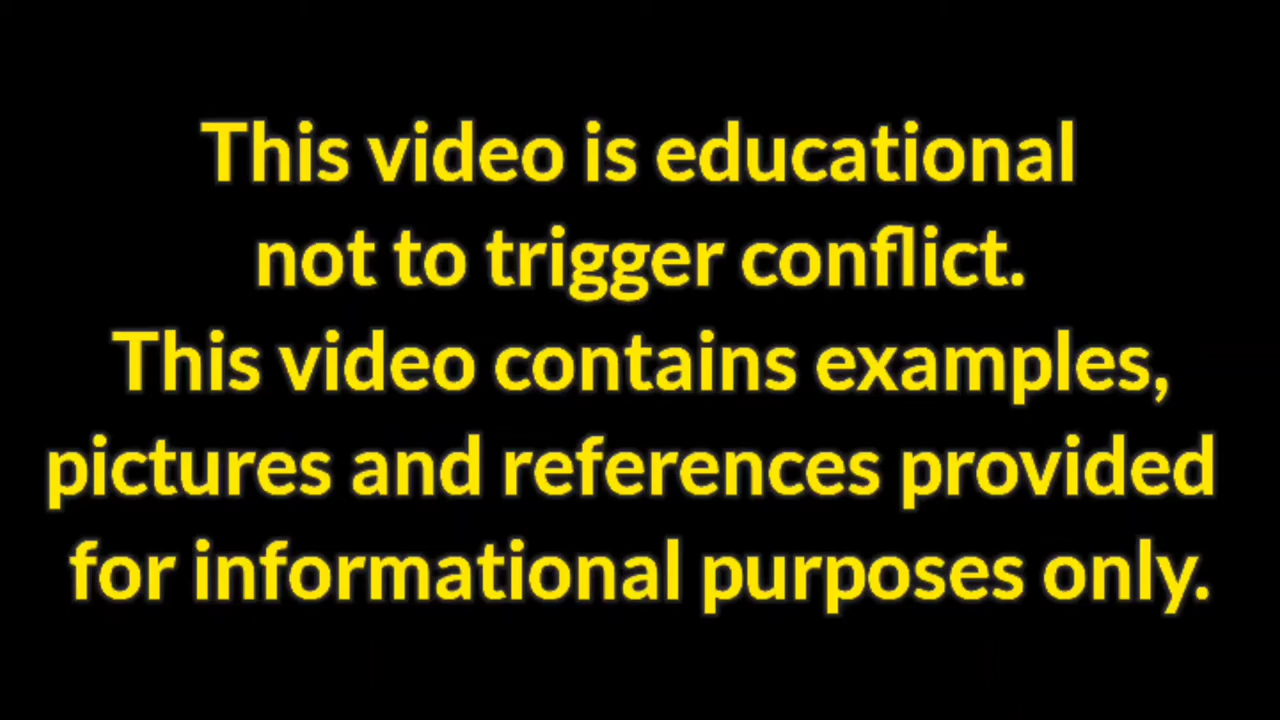 This video is educational
not to trigger conflict.
This video contains examples,
pictures and references provided
for informational purposes only.